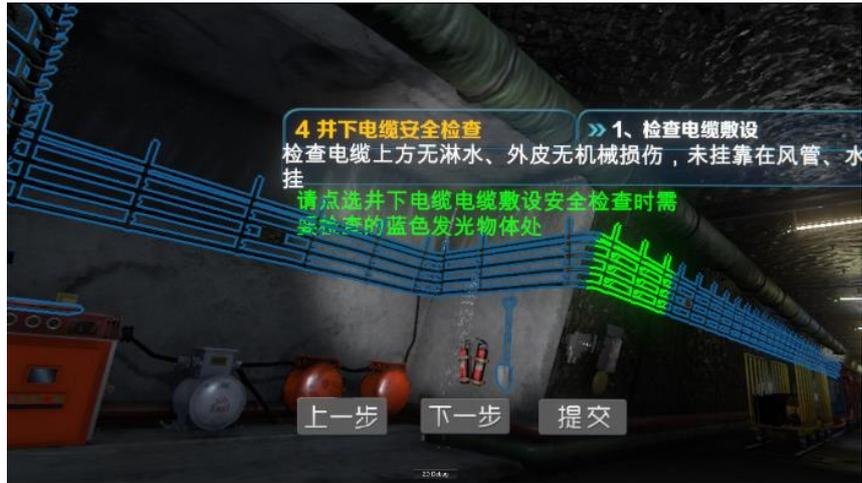 4 井下电缆安全检查
» 1、检查电缆敷设
检查电缆上方无淋水、外皮无机械损伤，未挂靠在风管、水
挂
请点选井下电缆电缆敷设安全检查时需
要检查的蓝色发光物体处
上一步
下一步
提交